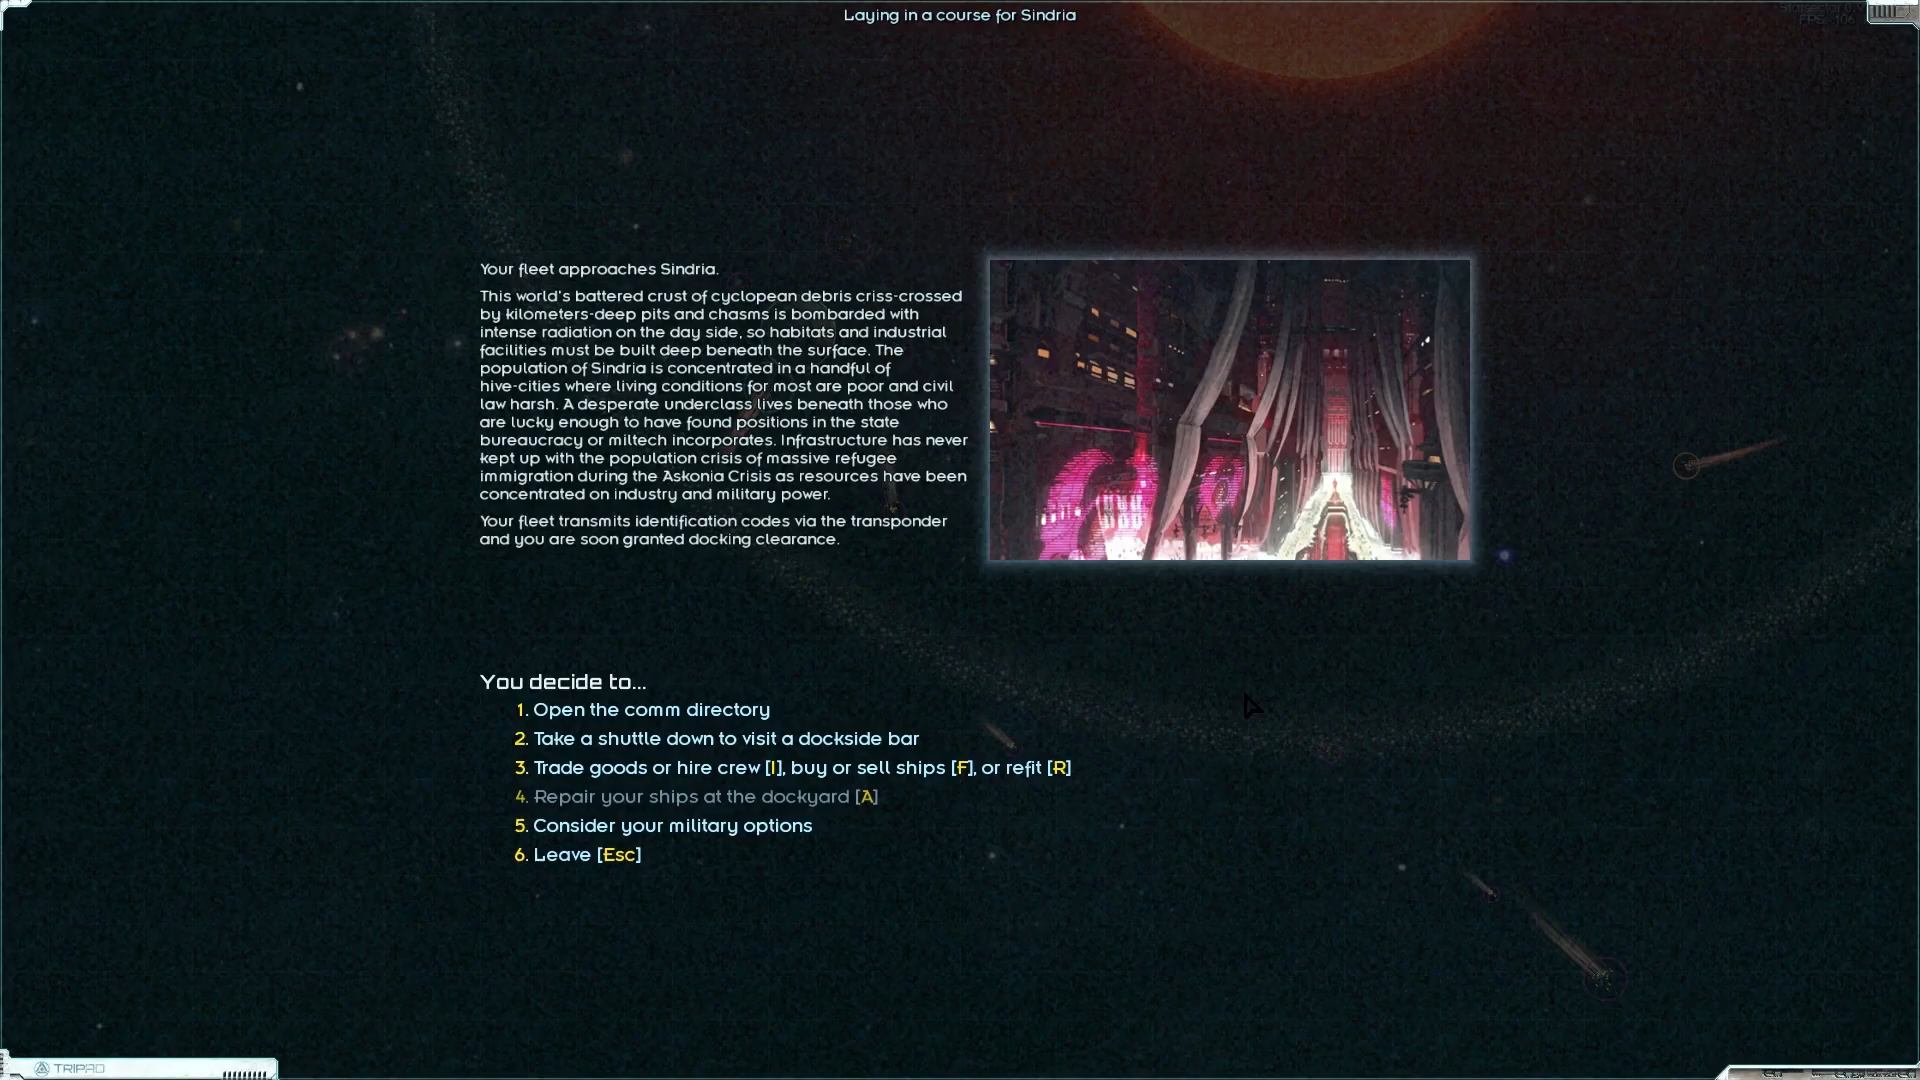 Laying in a course for Sindria
Your fleet approaches Sindria.
This world's battered crust of cyclopean debris criss-crossed
by kilometers-deep pits and chasms is bombarded with
intense radiation on the day side, so habitats and industrial
facilities must be built deep beneath the surface. The
population of Sindria is concentrated in a handful of
hive-cities where living conditions for most are poor and civil
law harsh. A desperate underclass lives beneath those who
are lucky enough to have found positions in the state
bureaucracy or miltech incorporates. Infrastructure has never
kept up with the population crisis of massive refugee
immigration during the Askonia Crisis as resources have been
concentrated on industry and military power.
Your fleet transmits identification codes via the transponder
and you are soon granted docking clearance.
You decide to...
1. Open the comm directory
2. Take a shuttle down to visit a dockside bar
3. Trade goods or hire crew [I], buy or sell ships [F], or refit [R]
4. Repair your ships at the dockyard [A]
5. Consider your military options
6. Leave [Esc]
TRIPAD